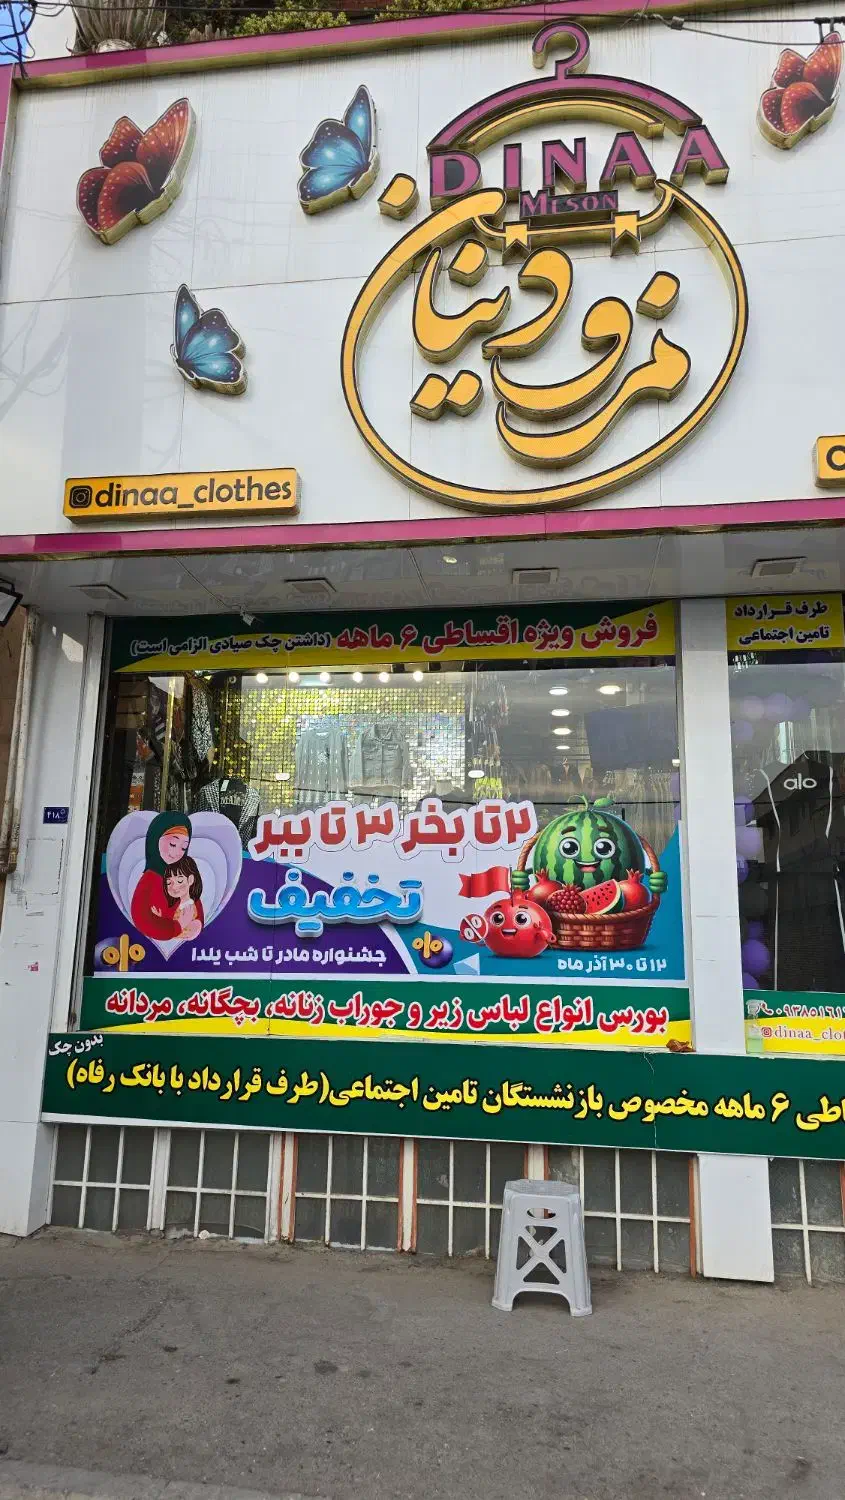 DINAA
MESON
مزون دینا
dinaa_clothes
فروش ویژه اقساطی ۶ ماهه (داشتن چک صیادی الزامی است)
طرف قرارداد
تامین اجتماعی
alo
۴۱۸
۲ تا بخر ۳ تا ببر
تخفیف
جشنواره مادر تا شب یلدا
۱۲ تا ۳۰ آذر ماه
%
%
%
بورس انواع لباس زیر و جوراب زنانه، بچگانه، مردانه
dinaa_clo
بدون چک
اطی ۶ ماهه مخصوص بازنشستگان تامین اجتماعی(طرف قرارداد با بانک رفاه)